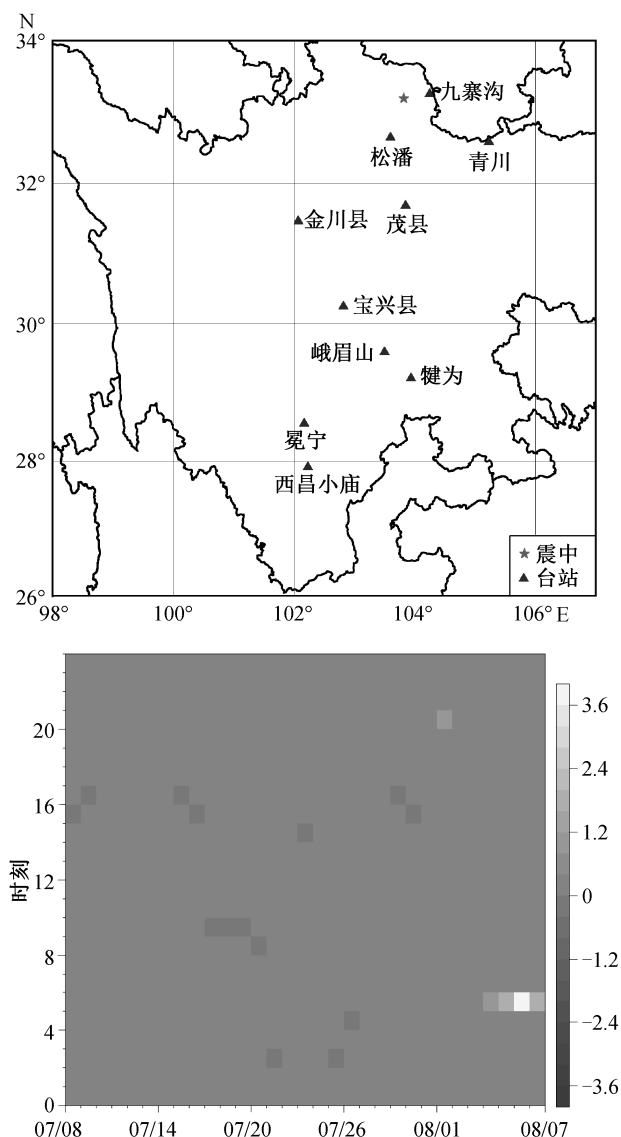 N
34°
九寨沟
松潘
青川
32°
金川县
茂县
宝兴县
30°
峨眉山
犍为
冕宁
28°
西昌小庙
震中
台站
26°
98°
100°
102°
104°
106° E
3.6
20
2.4
16
1.2
时刻
12
0
8
−1.2
−2.4
4
−3.6
0
07/08
07/14
07/20
07/26
08/01
08/07